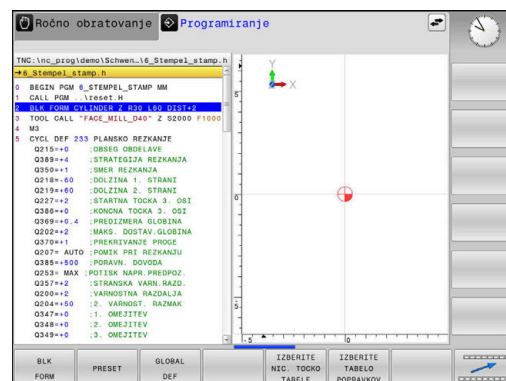 Ročno obratovanje
Programiranje
TNC:\nc_prog\demo\Schwen…\6_Stempel_stamp.h
→6_Stempel_stamp.h
0 BEGIN PGM 6_STEMPEL_STAMP MM
1 CALL PGM ..\reset.H
2 BLK FORM CYLINDER Z R30 L60 DIST+2
3 TOOL CALL "FACE_MILL_D40" Z S2000 F1000
4 M3
5 CYCL DEF 233 PLANSKO REZKANJE
Q215=+0 ;OBSEG OBDELAVE
Q389=+4 ;STRATEGIJA REZKANJA
Q350=+1 ;SMER REZKANJA
Q218=-60 ;DOLZINA 1. STRANI
Q219=+60 ;DOLZINA 2. STRANI
Q227=+2 ;STARTNA TOCKA 3. OSI
Q386=+0 ;KONCNA TOCKA 3. OSI
Q369=+0.4 ;PREDIZMERA GLOBINA
Q202=+2 ;MAKS. DOSTAV.GLOBINA
Q370=+1 ;PREKRIVANJE PROGE
Q207= AUTO ;POMIK PRI REZKANJU
Q385=+500 ;PORAVN. DOVODA
Q253= MAX ;POTISK NAPR.PREDPOZ.
Q357=+2 ;STRANSKA VARN.RAZD.
Q200=+2 ;VARNOSTNA RAZDALJA
Q204=+50 ;2. VARNOST. RAZMAK
Q347=+0 ;1. OMEJITEV
Q348=+0 ;2. OMEJITEV
Q349=+0 ;3. OMEJITEV
Y
X
5
0
-5
-5 0
BLK FORM
PRESET
GLOBAL DEF
IZBERITE NIC. TOCKO TABELE
IZBERITE TABELO POPRAVKOV